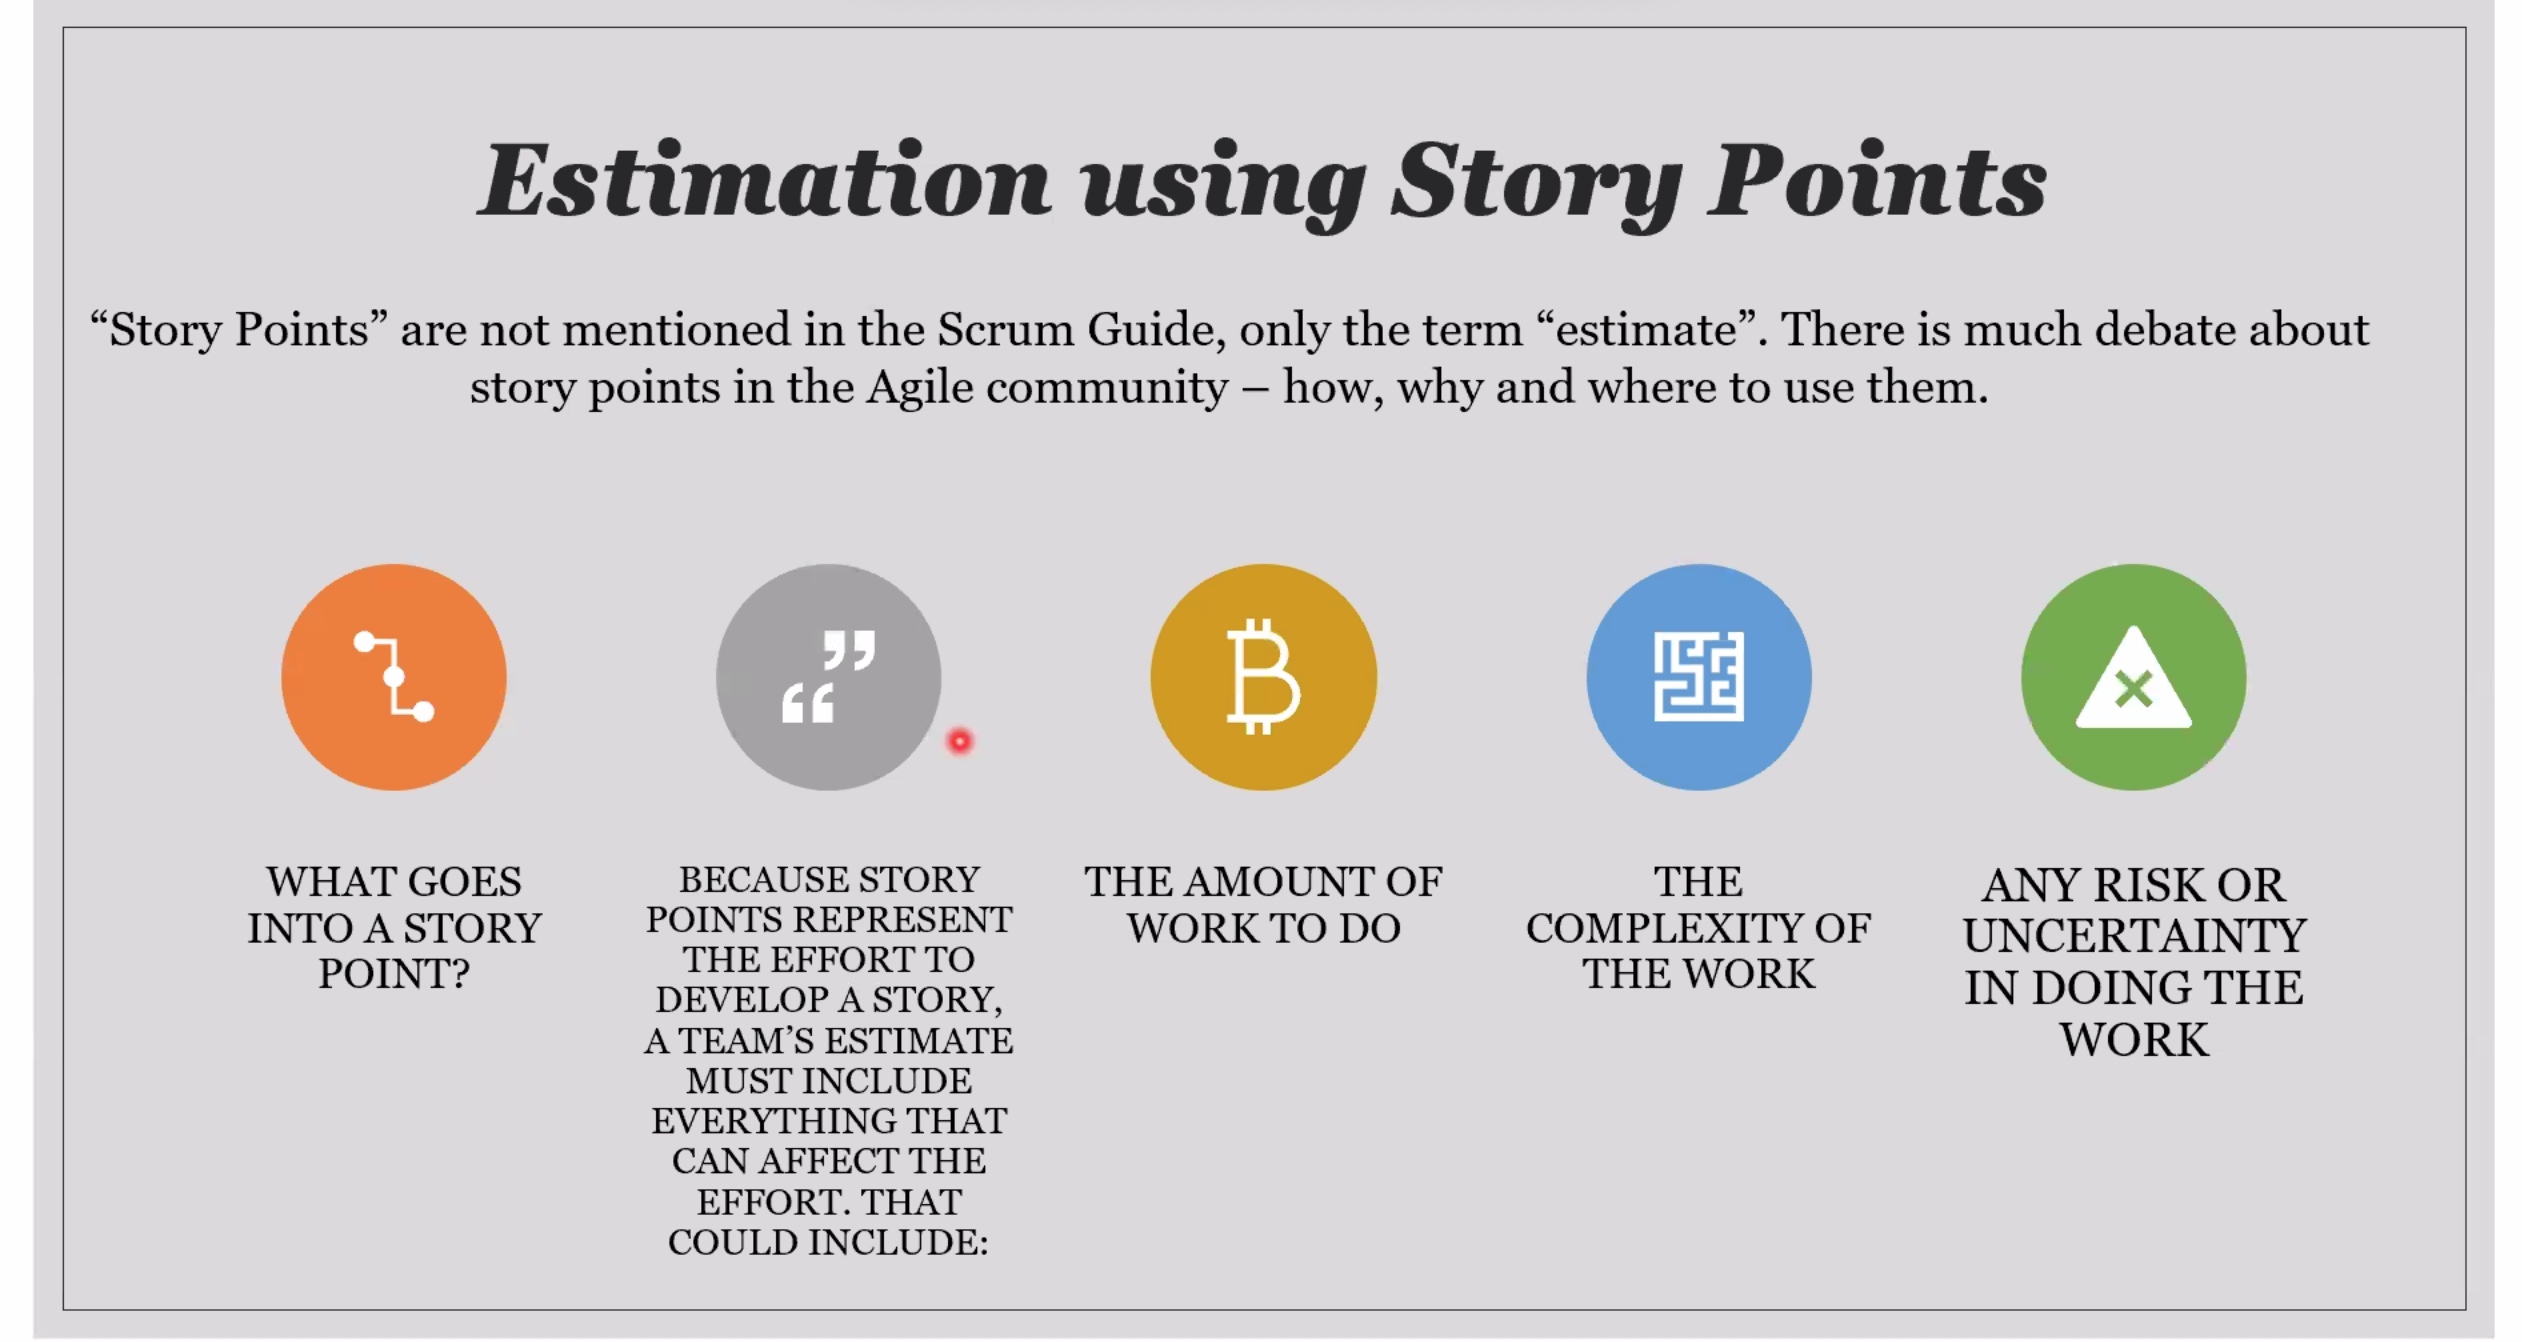 Estimation using Story Points
“Story Points” are not mentioned in the Scrum Guide, only the term “estimate”. There is much debate about
story points in the Agile community – how, why and where to use them.
WHAT GOES
INTO A STORY
POINT?
BECAUSE STORY
POINTS REPRESENT
THE EFFORT TO
DEVELOP A STORY,
A TEAM’S ESTIMATE
MUST INCLUDE
EVERYTHING THAT
CAN AFFECT THE
EFFORT. THAT
COULD INCLUDE:
THE AMOUNT OF
WORK TO DO
THE
COMPLEXITY OF
THE WORK
ANY RISK OR
UNCERTAINTY
IN DOING THE
WORK